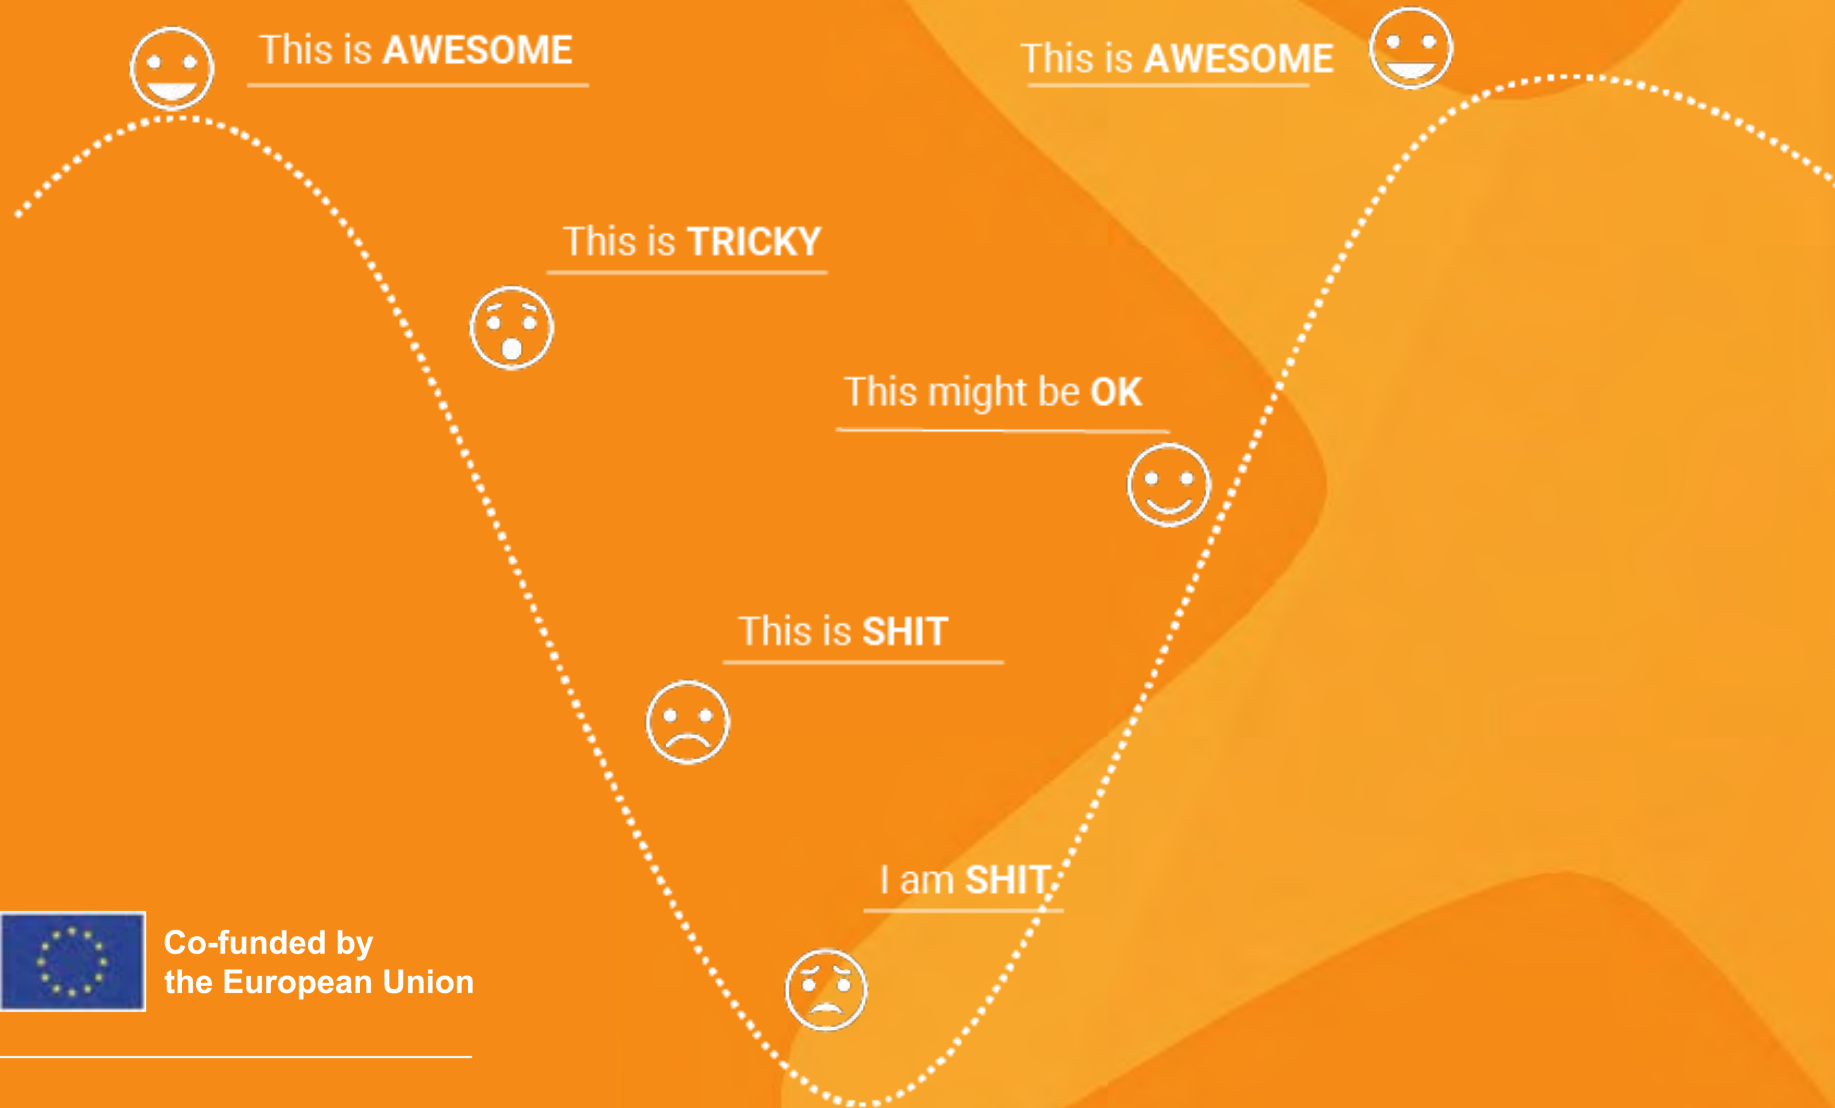 This is AWESOME
This is AWESOME
This is TRICKY
This might be OK
This is SHIT
I am SHIT
Co-funded by
the European Union